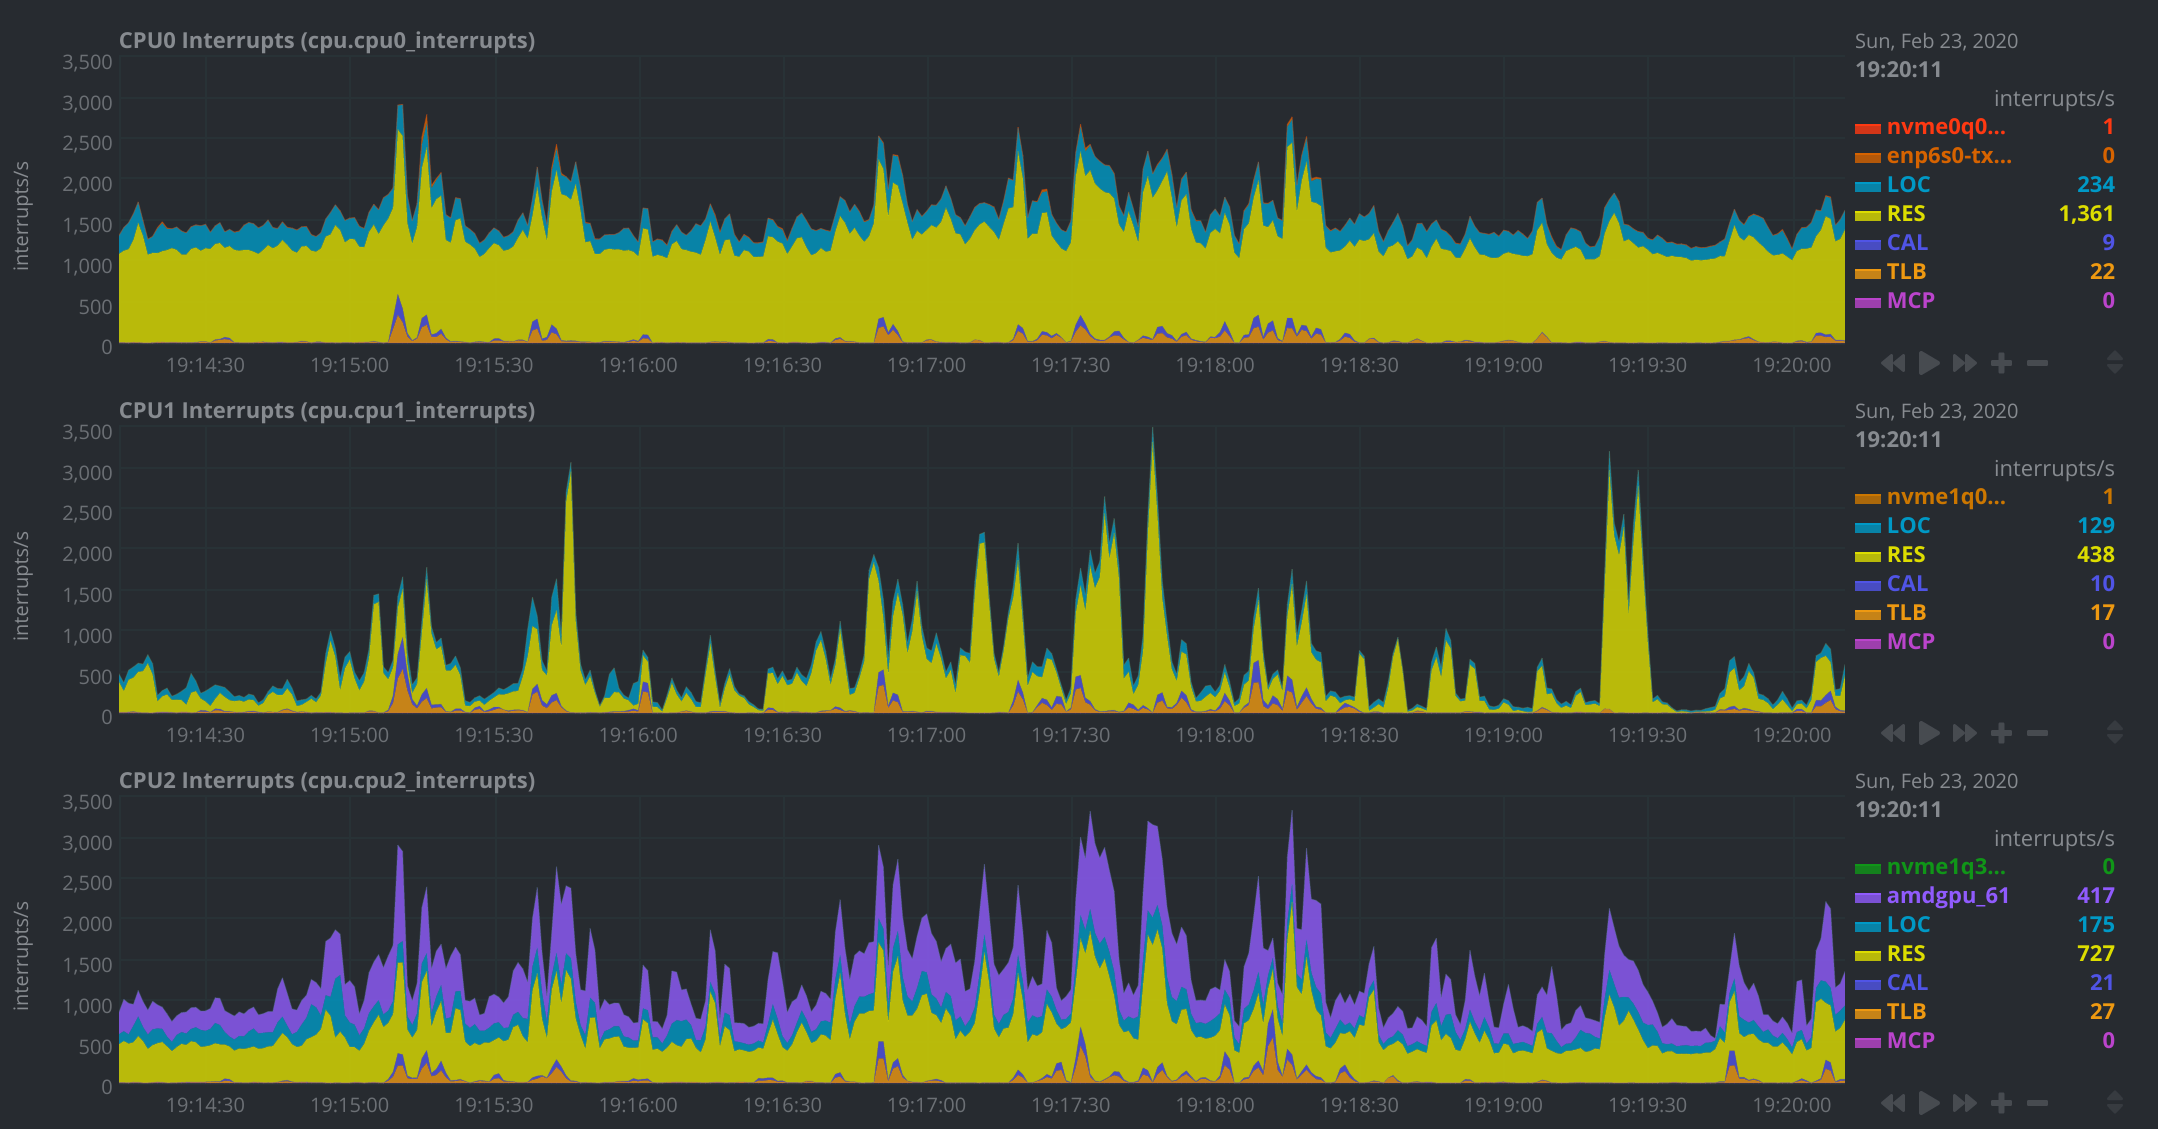 CPU0 Interrupts (cpu.cpu0_interrupts)
Sun, Feb 23, 2020
19:20:11
interrupts/s
interrupts/s
3,500
3,000
2,500
2,000
1,500
1,000
500
0
nvme0q0... 1
enp6s0-tx... 0
LOC 234
RES 1,361
CAL 9
TLB 22
MCP 0
19:14:30 19:15:00 19:15:30 19:16:00 19:16:30 19:17:00 19:17:30 19:18:00 19:18:30 19:19:00 19:19:30 19:20:00
CPU1 Interrupts (cpu.cpu1_interrupts)
Sun, Feb 23, 2020
19:20:11
interrupts/s
interrupts/s
3,500
3,000
2,500
2,000
1,500
1,000
500
0
nvme1q0... 1
LOC 129
RES 438
CAL 10
TLB 17
MCP 0
19:14:30 19:15:00 19:15:30 19:16:00 19:16:30 19:17:00 19:17:30 19:18:00 19:18:30 19:19:00 19:19:30 19:20:00
CPU2 Interrupts (cpu.cpu2_interrupts)
Sun, Feb 23, 2020
19:20:11
interrupts/s
interrupts/s
3,500
3,000
2,500
2,000
1,500
1,000
500
0
nvme1q3... 0
amdgpu_61 417
LOC 175
RES 727
CAL 21
TLB 27
MCP 0
19:14:30 19:15:00 19:15:30 19:16:00 19:16:30 19:17:00 19:17:30 19:18:00 19:18:30 19:19:00 19:19:30 19:20:00